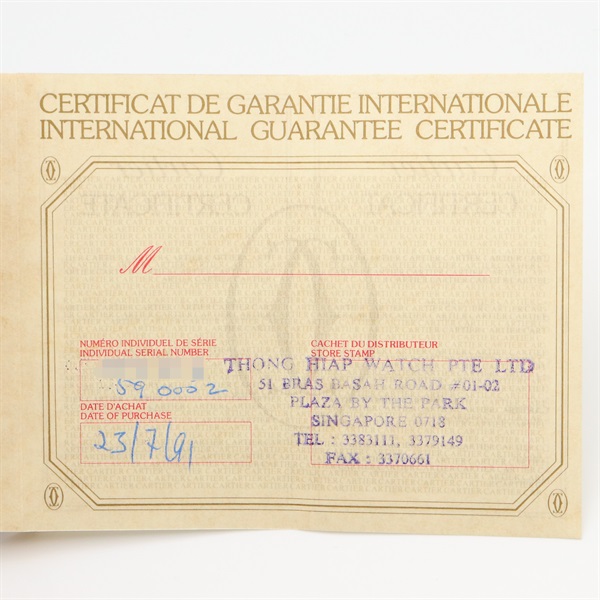 CERTIFICAT DE GARANTIE INTERNATIONALE
INTERNATIONAL GUARANTEE CERTIFICATE
M
NUMÉRO INDIVIDUEL DE SÉRIE
INDIVIDUAL SERIAL NUMBER
590002
DATE D'ACHAT
DATE OF PURCHASE
23/7/91
CACHET DU DISTRIBUTEUR
STORE STAMP
THONG HIAP WATCH PTE LTD
51 BRAS BASAH ROAD #01-02
PLAZA BY THE PARK
SINGAPORE 0718
TEL : 3383111, 3379149
FAX : 3370661